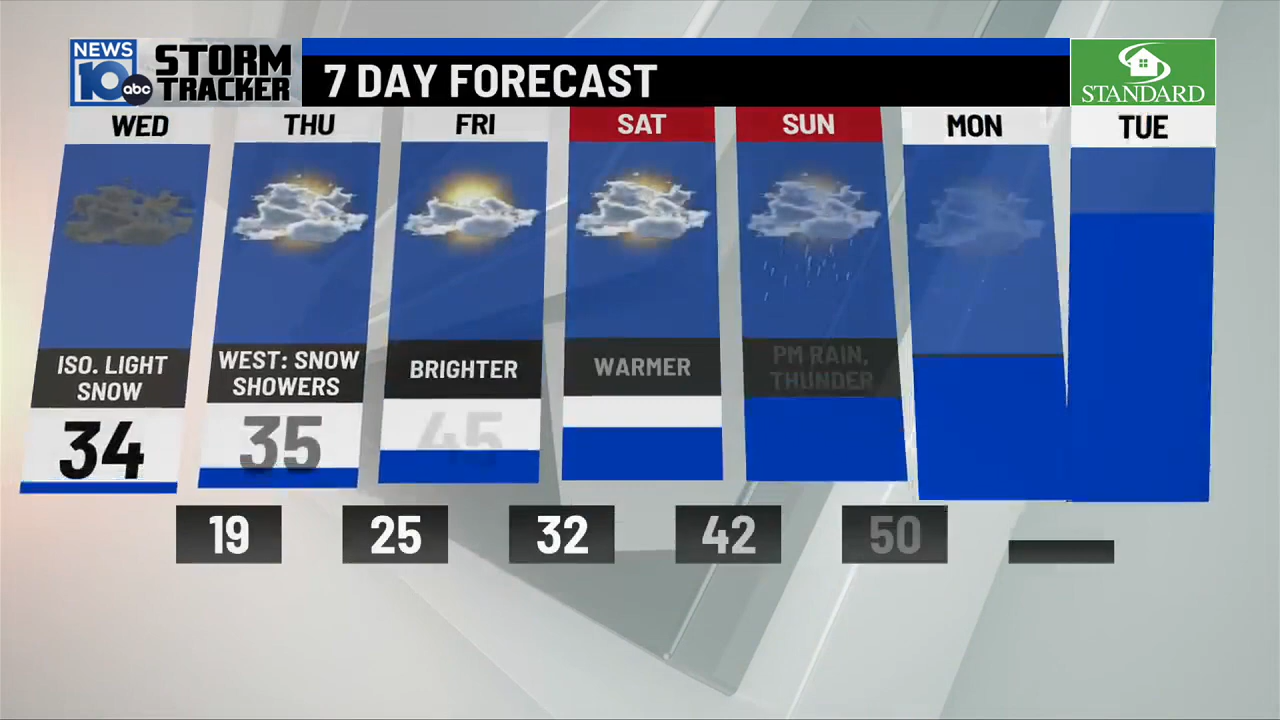 NEWS
10
abc
STORM
TRACKER
7 DAY FORECAST
STANDARD
WED
THU
FRI
SAT
SUN
MON
TUE
ISO. LIGHT
SNOW
WEST: SNOW
SHOWERS
BRIGHTER
WARMER
PM RAIN,
THUNDER
34
35
45
19
25
32
42
50